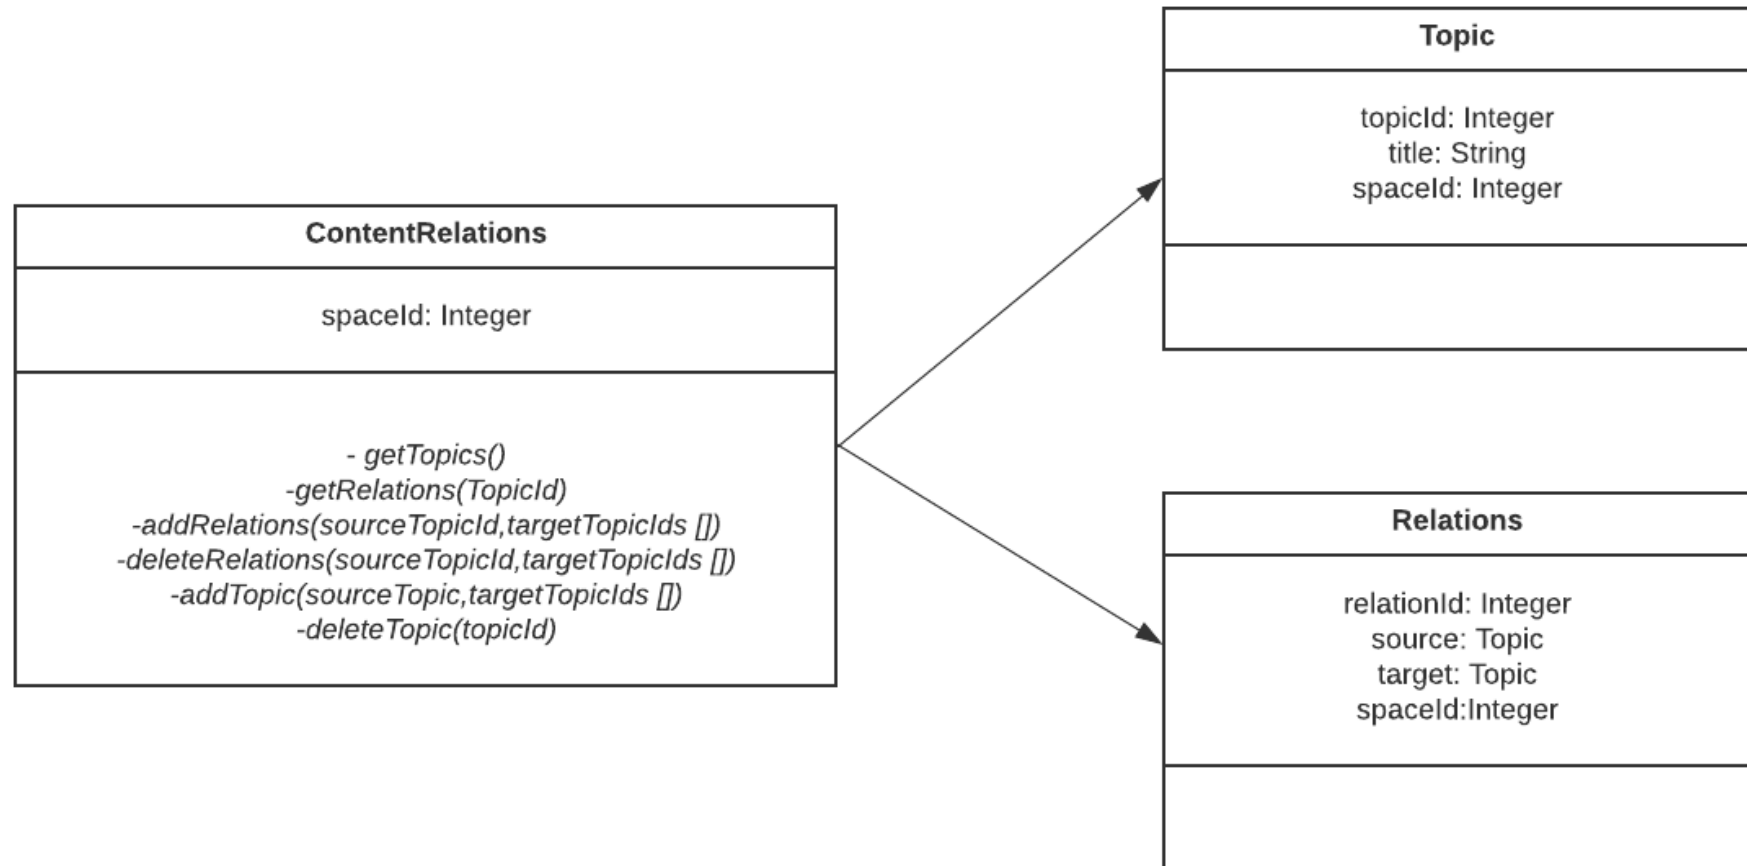 ContentRelations
spaceId: Integer
- getTopics()
-getRelations(TopicId)
-addRelations(sourceTopicId,targetTopicIds [])
-deleteRelations(sourceTopicId,targetTopicIds [])
-addTopic(sourceTopic,targetTopicIds [])
-deleteTopic(topicId)
Topic
topicId: Integer
title: String
spaceId: Integer
Relations
relationId: Integer
source: Topic
target: Topic
spaceId:Integer